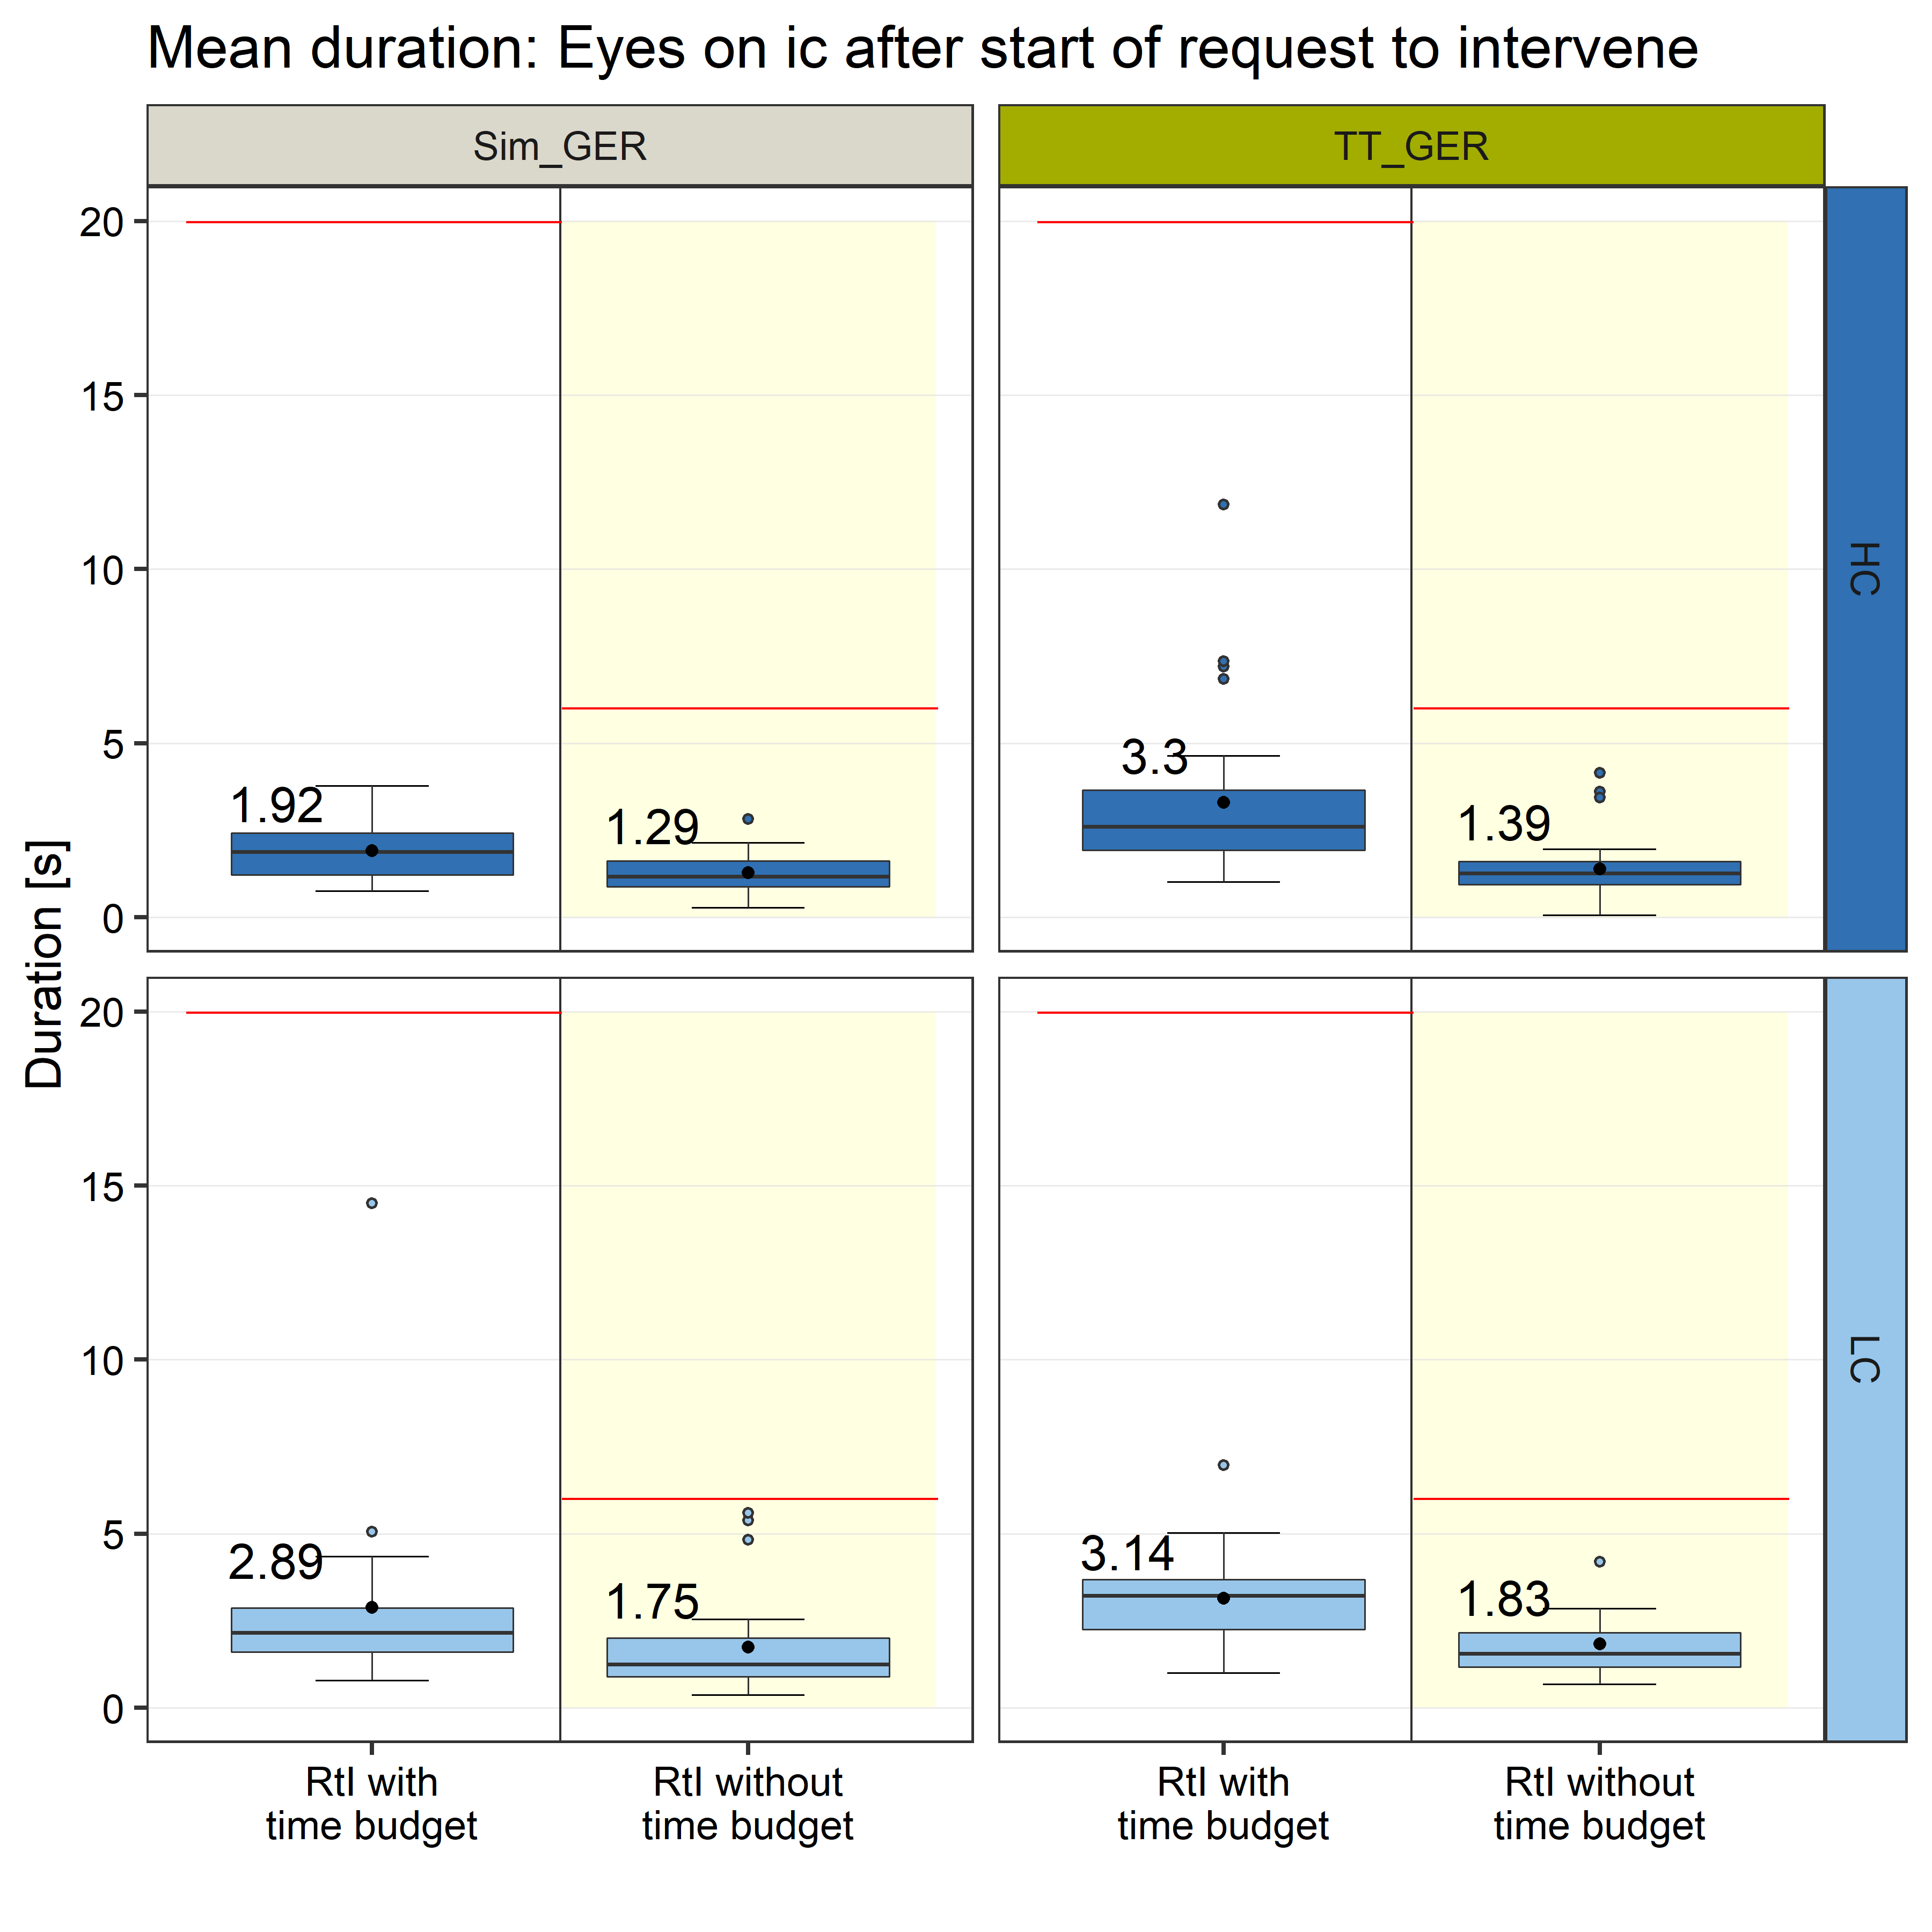 Mean duration: Eyes on ic after start of request to intervene
Sim_GER
TT_GER
Duration [s]
20
15
10
5
0
1.92
1.29
3.3
1.39
HC
20
15
10
5
0
2.89
1.75
3.14
1.83
LC
RtI with
time budget
RtI without
time budget
RtI with
time budget
RtI without
time budget